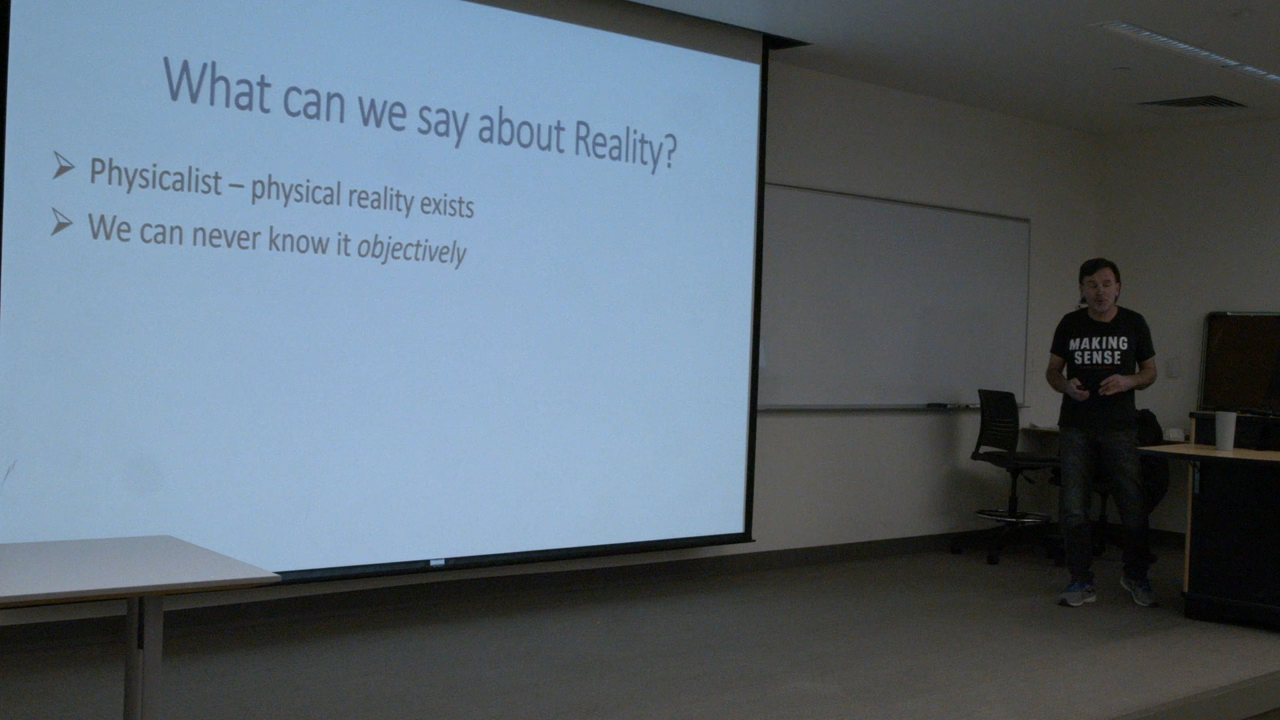 What can we say about Reality?
Physicalist – physical reality exists
We can never know it objectively
MAKING
SENSE